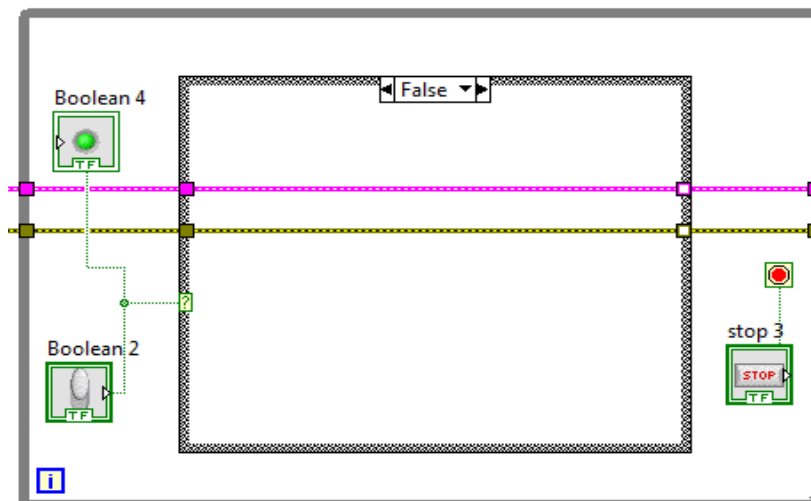 False
Boolean 4
TF
?
Boolean 2
TF
stop 3
STOP
TF
i